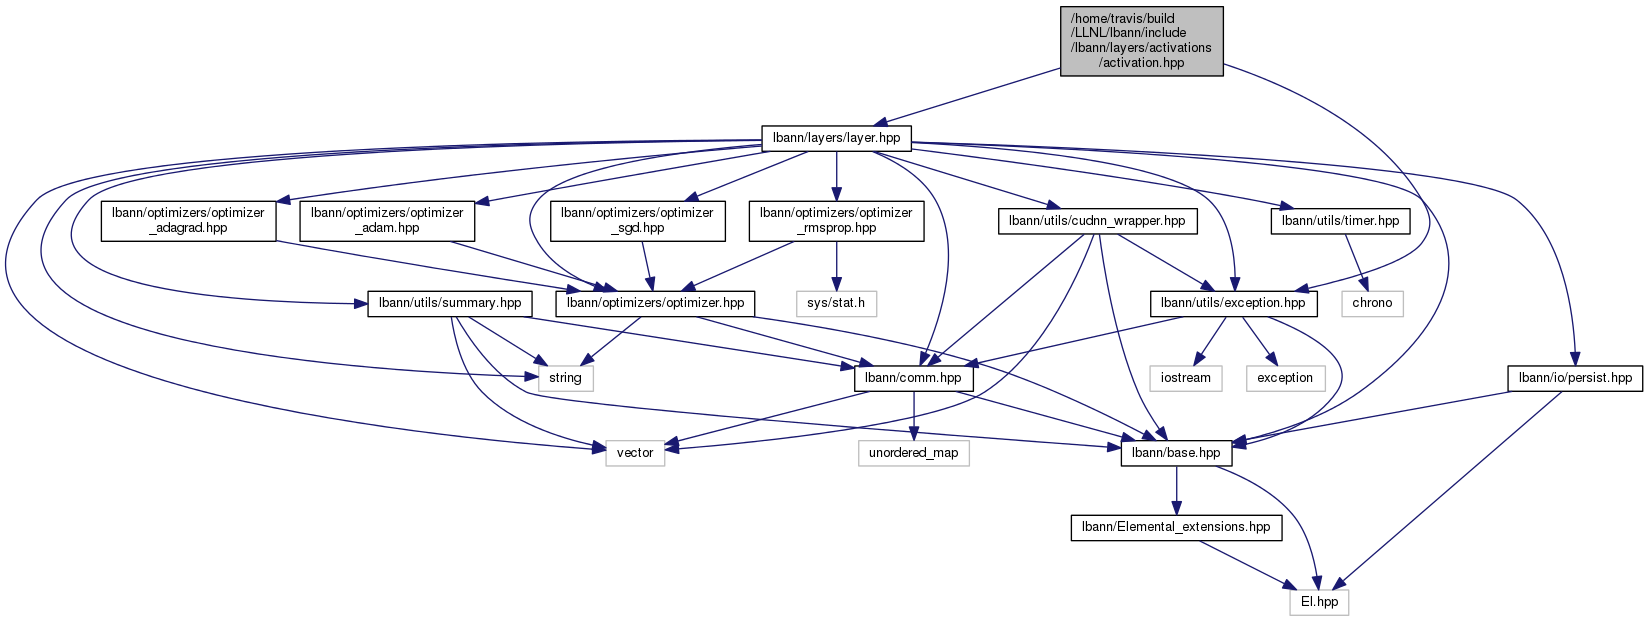 /home/travis/build
/LLNL/lbann/include
/lbann/layers/activations
/activation.hpp
lbann/layers/layer.hpp
lbann/optimizers/optimizer
_adagrad.hpp
lbann/optimizers/optimizer
_adam.hpp
lbann/optimizers/optimizer
_sgd.hpp
lbann/optimizers/optimizer
_rmsprop.hpp
lbann/utils/cudnn_wrapper.hpp
lbann/utils/timer.hpp
lbann/utils/summary.hpp
lbann/optimizers/optimizer.hpp
sys/stat.h
lbann/utils/exception.hpp
chrono
string
lbann/comm.hpp
iostream
exception
lbann/io/persist.hpp
vector
unordered_map
lbann/base.hpp
lbann/Elemental_extensions.hpp
El.hpp